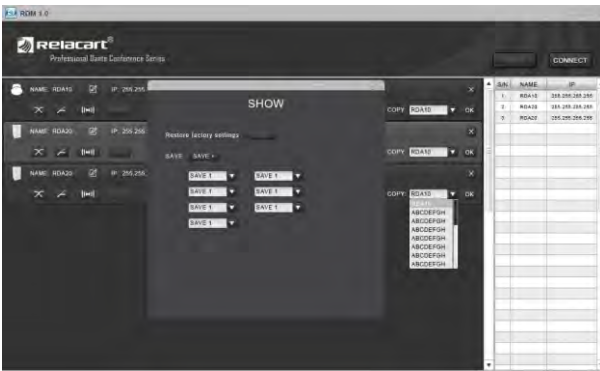 RDM 1.0
Relacart®
Professional Dante Conference Series
CONNECT
S/N NAME IP
1 RDA10 255.255.255.255
2 RDA20 255.255.255.255
3 RDA20 255.255.255.255
NAME: RDA10 IP: 255.255
COPY: RDA10 OK
NAME: RDA20 IP: 255.255
COPY: RDA10 OK
NAME: RDA20 IP: 255.255
COPY: RDA10 OK
RDA10
ABCDEFGH
ABCDEFGH
ABCDEFGH
ABCDEFGH
ABCDEFGH
ABCDEFGH
ABCDEFGH
SHOW
Restore factory settings
SAVE SAVE +
SAVE 1 SAVE 1
SAVE 1 SAVE 1
SAVE 1 SAVE 1
SAVE 1